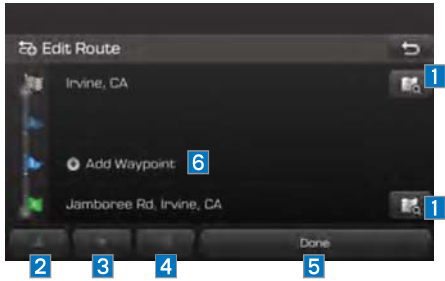 Edit Route
Irvine, CA
1
Add Waypoint 6
Jamboree Rd, Irvine, CA
1
Done
2 3 4 5